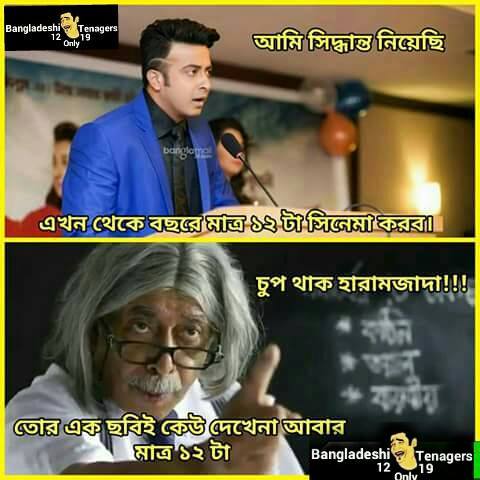 Bangladeshi Tenagers
12 19
Only
আমি সিদ্ধান্ত নিয়েছি
এখন থেকে বছরে মাত্র ১২ টা সিনেমা করব।
চুপ থাক হারামজাদা!!!
তোর এক ছবিই কেউ দেখেনা আবার
মাত্র ১২ টা
Bangladeshi Tenagers
12 19
Only